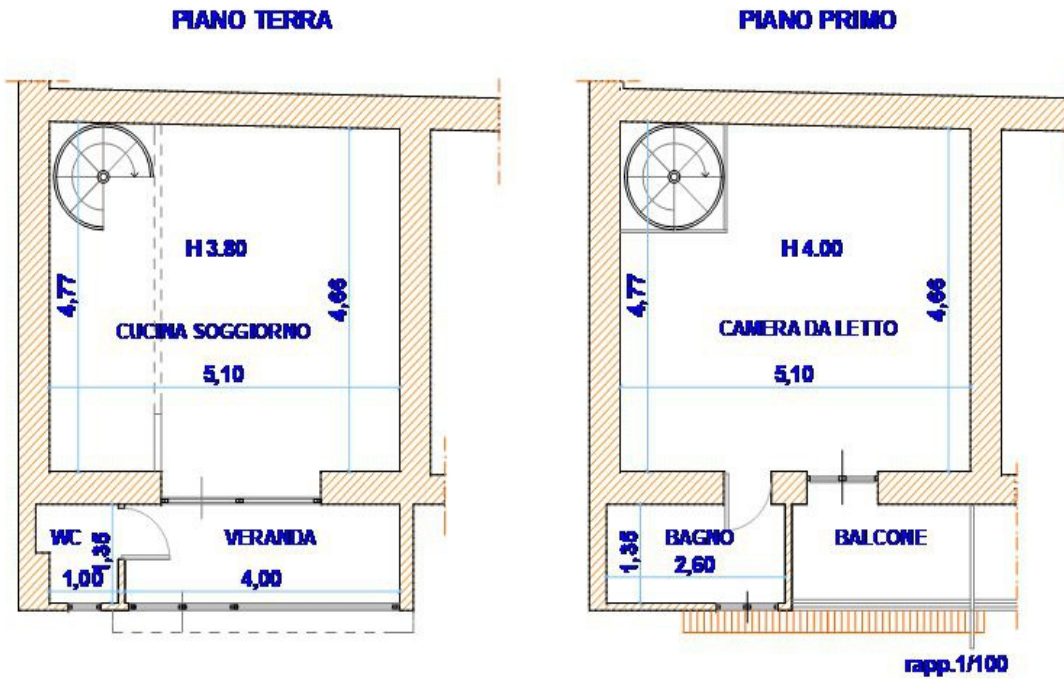 PIANO TERRA
PIANO PRIMO
H 3.80
4,77
4,66
CUCINA SOGGIORNO
5,10
WC
1,35
VERANDA
1,00
4,00
H 4.00
4,77
4,66
CAMERA DA LETTO
5,10
1,35
BAGNO
2,60
BALCONE
rapp.1/100